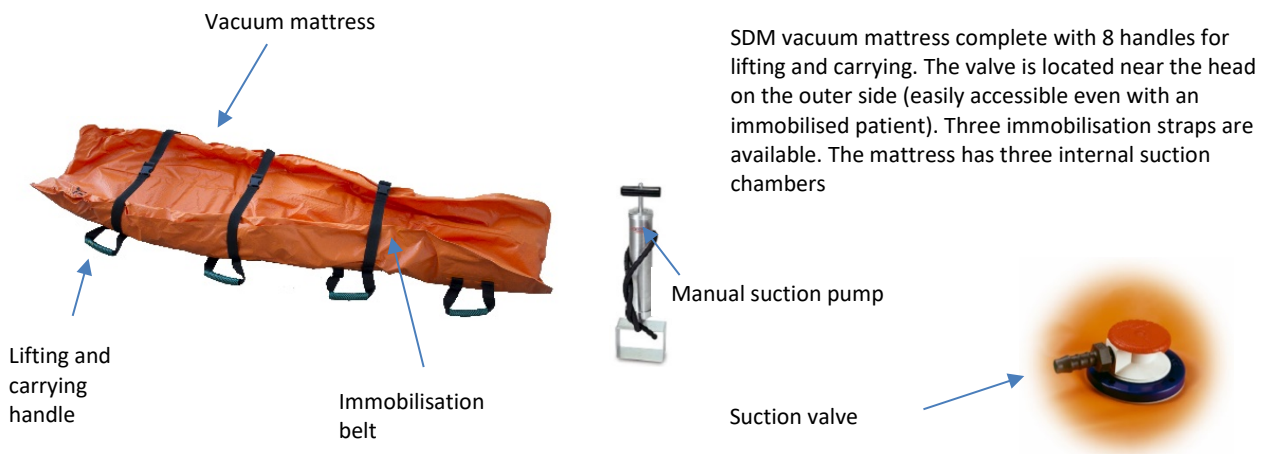 Vacuum mattress
SDM vacuum mattress complete with 8 handles for
lifting and carrying. The valve is located near the head
on the outer side (easily accessible even with an
immobilised patient). Three immobilisation straps are
available. The mattress has three internal suction
chambers
Manual suction pump
Lifting and
carrying
handle
Immobilisation
belt
Suction valve